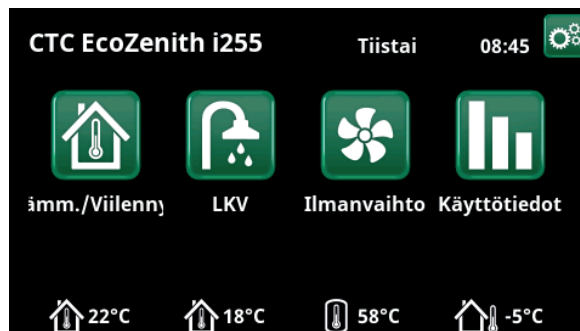 CTC EcoZenith i255 Tiistai 08:45
ämm./Viilenny LKV Ilmanvaihto Käyttötiedot
22°C 18°C 58°C -5°C